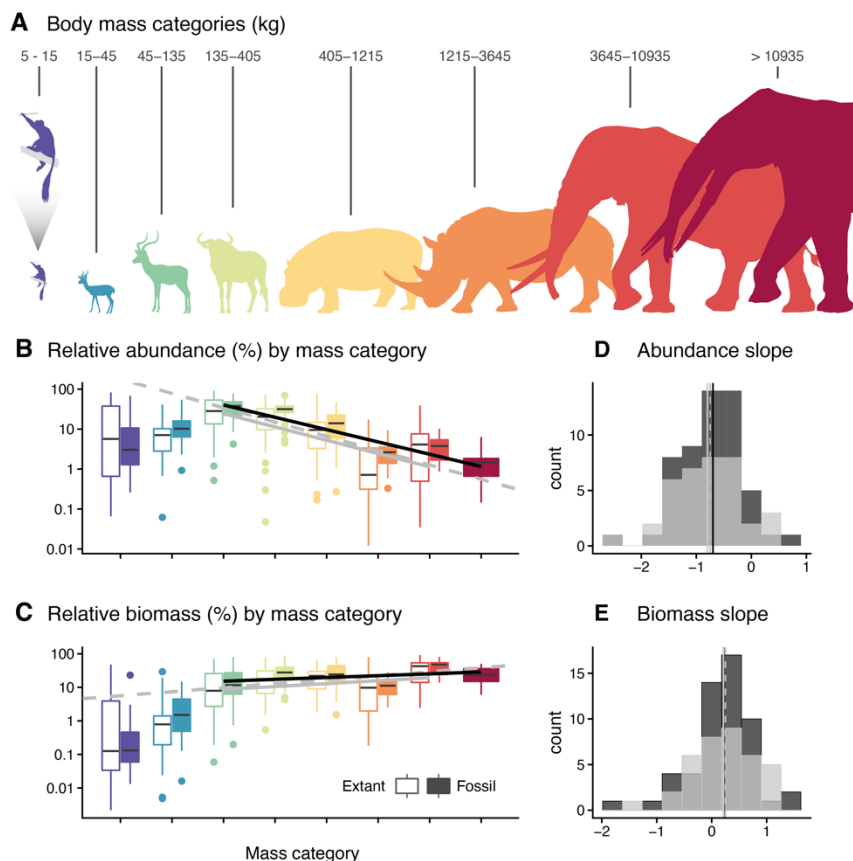 A Body mass categories (kg)
5 - 15 15–45 45–135 135–405 405–1215 1215–3645 3645–10935 > 10935
B Relative abundance (%) by mass category
100
10
1
0.1
0.01
D Abundance slope
count
10
5
0
−2 −1 0 1
C Relative biomass (%) by mass category
100
10
1
0.1
0.01
Extant Fossil
Mass category
E Biomass slope
count
15
10
5
0
−2 −1 0 1